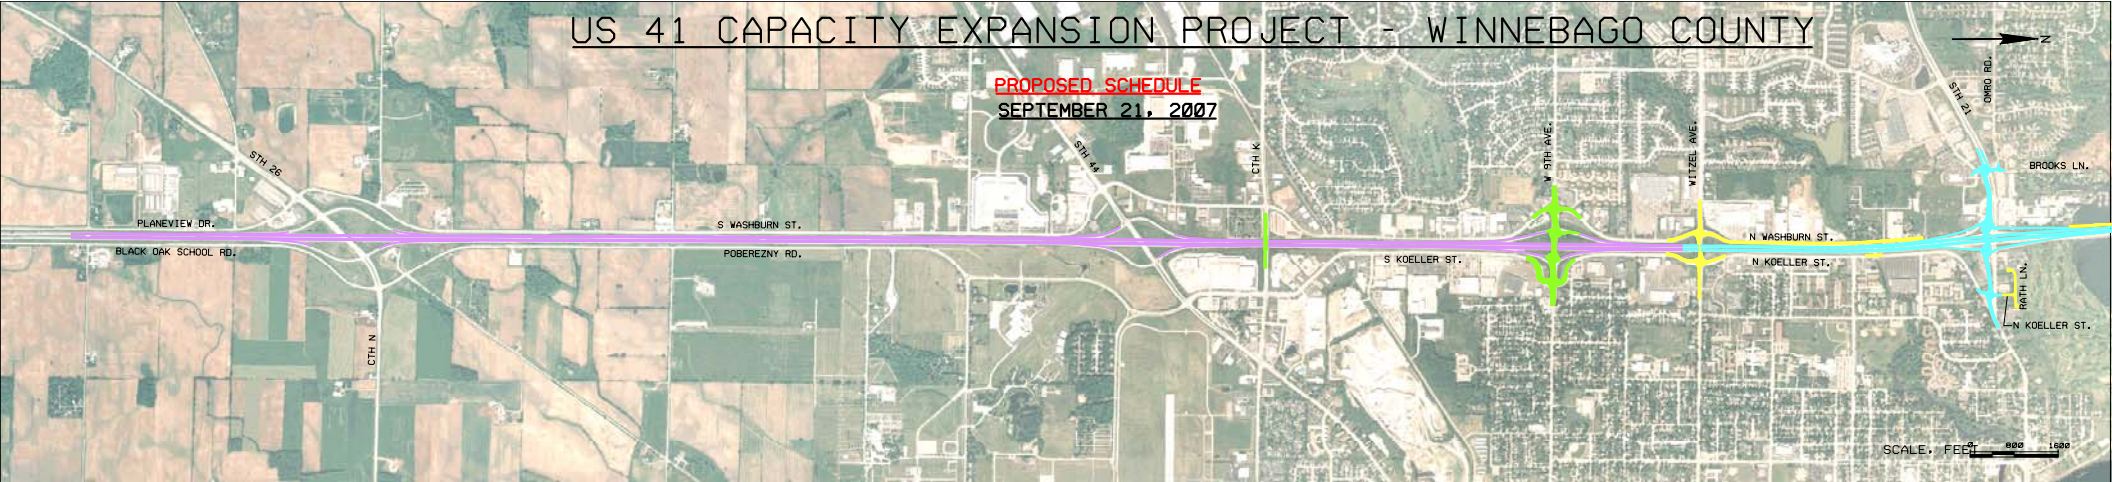 US 41 CAPACITY EXPANSION PROJECT - WINNEBAGO COUNTY
N
PROPOSED SCHEDULE
SEPTEMBER 21, 2007
STH 26
STH 44
CTH K
W 9TH AVE.
WITZEL AVE.
STH 21
OMRO RD.
BROOKS LN.
PLANEVIEW DR.
S WASHBURN ST.
N WASHBURN ST.
BLACK OAK SCHOOL RD.
POBEREZNY RD.
S KOELLER ST.
N KOELLER ST.
RATH LN.
N KOELLER ST.
CTH N
SCALE, FEET
0 800 1600